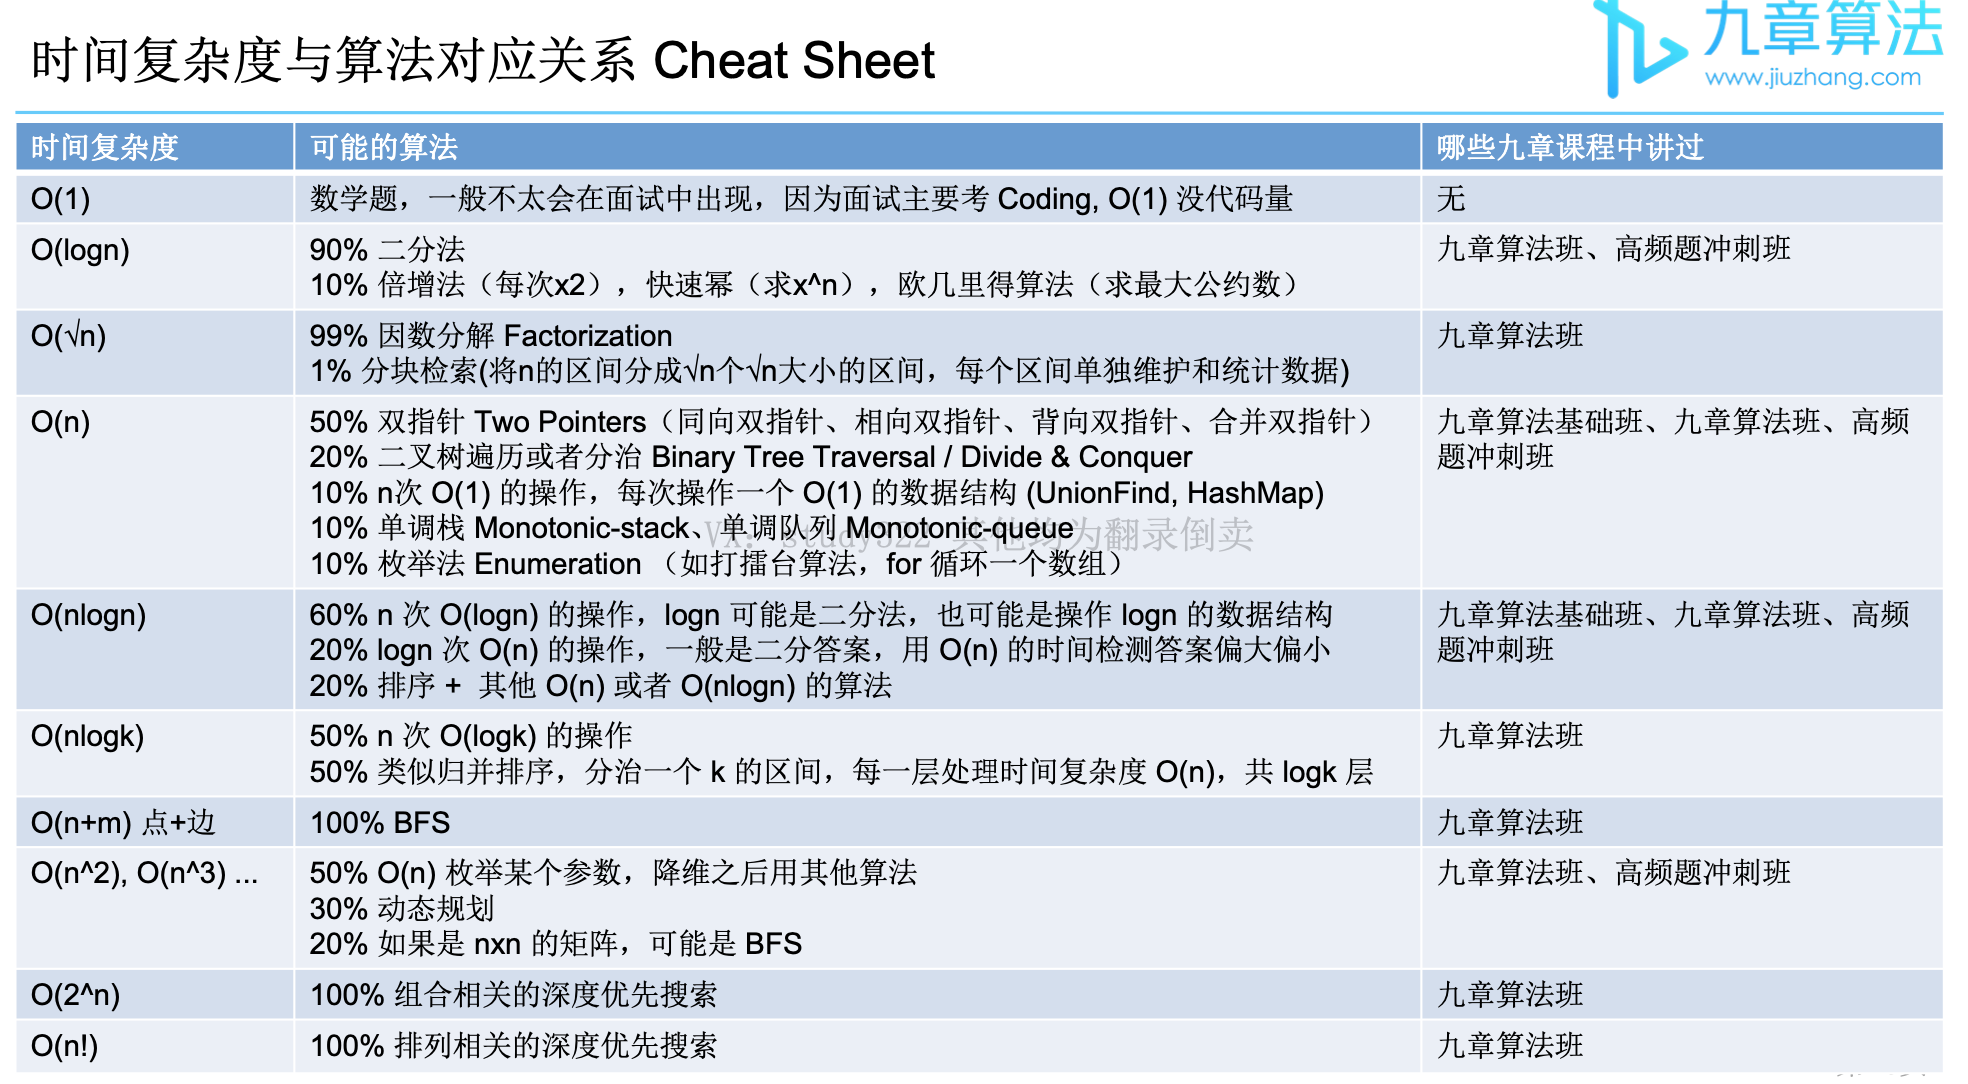 时间复杂度与算法对应关系 Cheat Sheet
九章算法
www.jiuzhang.com
时间复杂度
可能的算法
哪些九章课程中讲过
O(1)
数学题，一般不太会在面试中出现，因为面试主要考 Coding, O(1) 没代码量
无
O(logn)
90% 二分法
10% 倍增法（每次x2），快速幂（求x^n），欧几里得算法（求最大公约数）
九章算法班、高频题冲刺班
O(√n)
99% 因数分解 Factorization
1% 分块检索(将n的区间分成√n个√n大小的区间，每个区间单独维护和统计数据)
九章算法班
O(n)
50% 双指针 Two Pointers（同向双指针、相向双指针、背向双指针、合并双指针）
20% 二叉树遍历或者分治 Binary Tree Traversal / Divide & Conquer
10% n次 O(1) 的操作，每次操作一个 O(1) 的数据结构 (UnionFind, HashMap)
10% 单调栈 Monotonic-stack、单调队列 Monotonic-queue
10% 枚举法 Enumeration （如打擂台算法，for 循环一个数组）
九章算法基础班、九章算法班、高频
题冲刺班
VX: study322 其他均为翻录倒卖
O(nlogn)
60% n 次 O(logn) 的操作，logn 可能是二分法，也可能是操作 logn 的数据结构
20% logn 次 O(n) 的操作，一般是二分答案，用 O(n) 的时间检测答案偏大偏小
20% 排序 + 其他 O(n) 或者 O(nlogn) 的算法
九章算法基础班、九章算法班、高频
题冲刺班
O(nlogk)
50% n 次 O(logk) 的操作
50% 类似归并排序，分治一个 k 的区间，每一层处理时间复杂度 O(n)，共 logk 层
九章算法班
O(n+m) 点+边
100% BFS
九章算法班
O(n^2), O(n^3) ...
50% O(n) 枚举某个参数，降维之后用其他算法
30% 动态规划
20% 如果是 nxn 的矩阵，可能是 BFS
九章算法班、高频题冲刺班
O(2^n)
100% 组合相关的深度优先搜索
九章算法班
O(n!)
100% 排列相关的深度优先搜索
九章算法班